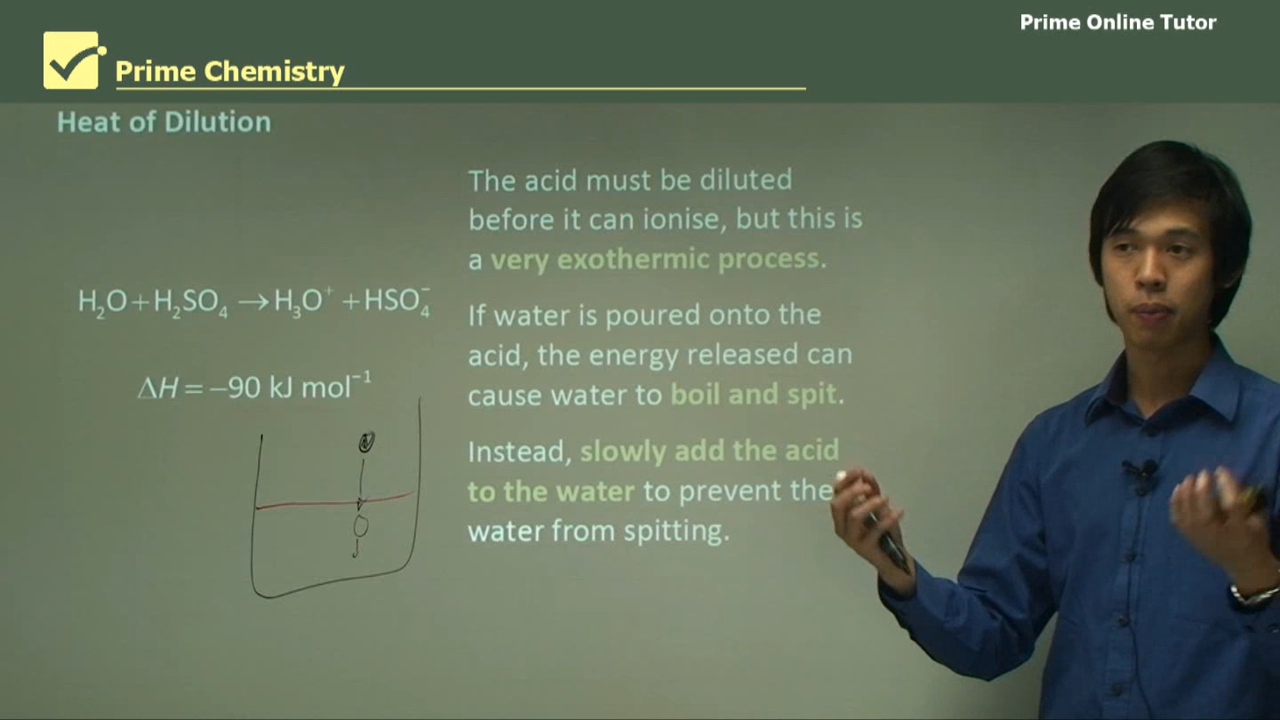 Prime Online Tutor
Prime Chemistry
Heat of Dilution
The acid must be diluted
before it can ionise, but this is
a very exothermic process.
H₂O + H₂SO₄ → H₃O⁺ + HSO₄⁻
ΔH = −90 kJ mol⁻¹
If water is poured onto the
acid, the energy released can
cause water to boil and spit.
Instead, slowly add the acid
to the water to prevent the
water from spitting.